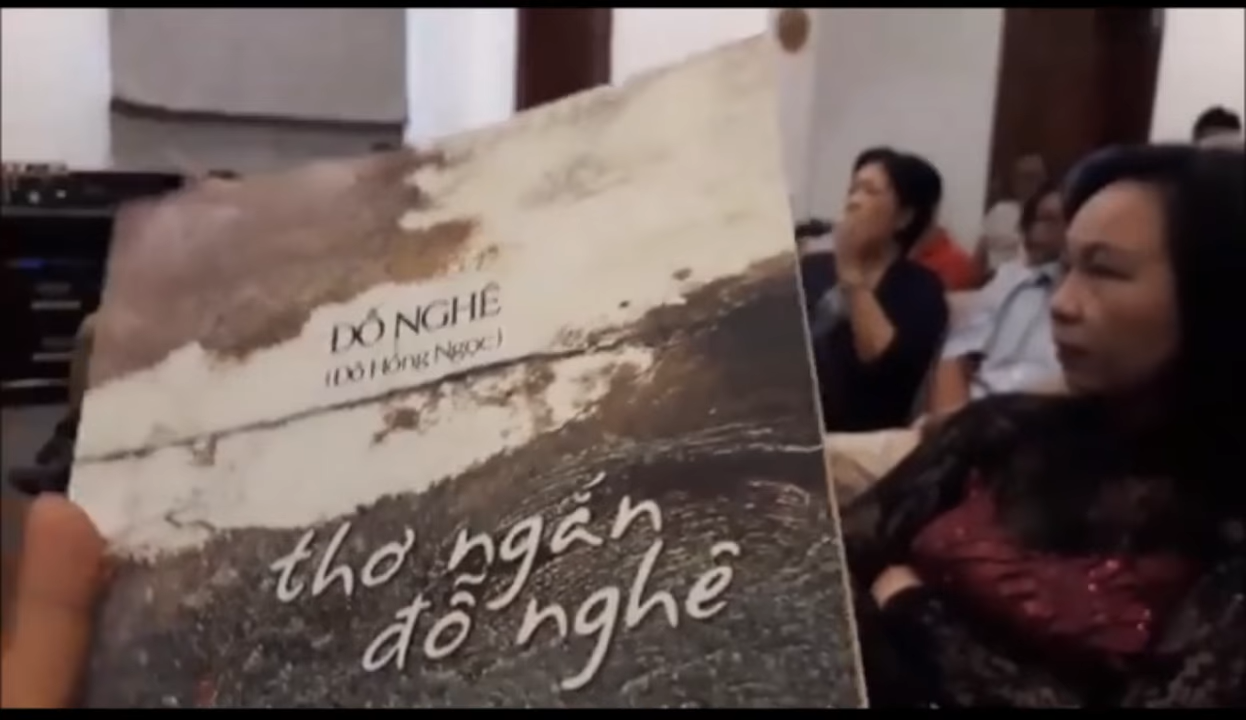 ĐỖ NGHÊ
(Đỗ Hồng Ngọc)
thơ ngắn
đỗ nghê